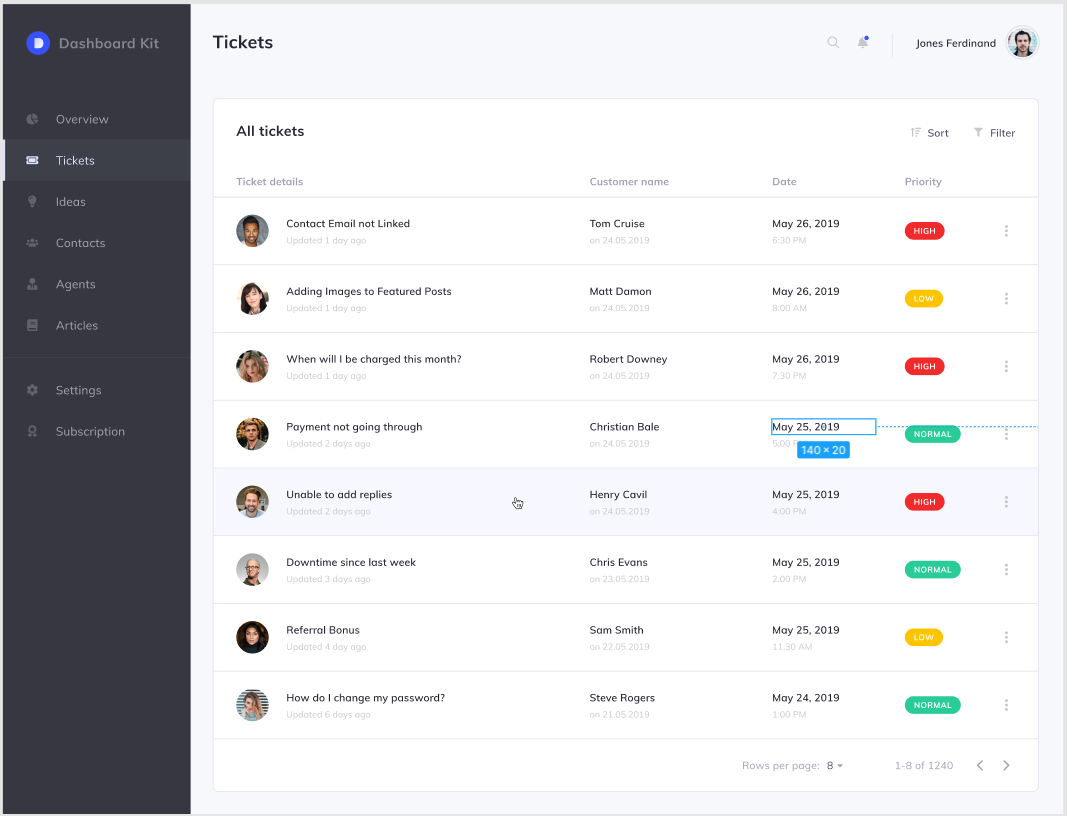 Dashboard Kit
Tickets
Jones Ferdinand
Overview
Tickets
Ideas
Contacts
Agents
Articles
Settings
Subscription
All tickets
Sort Filter
Ticket details Customer name Date Priority
Contact Email not Linked Tom Cruise May 26, 2019 HIGH
Updated 1 day ago on 24.05.2019 6:30 PM
Adding Images to Featured Posts Matt Damon May 26, 2019 LOW
Updated 1 day ago on 24.05.2019 8:00 AM
When will I be charged this month? Robert Downey May 26, 2019 HIGH
Updated 1 day ago on 24.05.2019 7:30 PM
Payment not going through Christian Bale May 25, 2019 NORMAL
Updated 2 days ago on 24.05.2019 5:00
140 × 20
Unable to add replies Henry Cavil May 25, 2019 HIGH
Updated 2 days ago on 24.05.2019 4:00 PM
Downtime since last week Chris Evans May 25, 2019 NORMAL
Updated 3 days ago on 23.05.2019 2:00 PM
Referral Bonus Sam Smith May 25, 2019 LOW
Updated 4 day ago on 22.05.2019 11:30 AM
How do I change my password? Steve Rogers May 24, 2019 NORMAL
Updated 6 days ago on 21.05.2019 1:00 PM
Rows per page: 8 1-8 of 1240